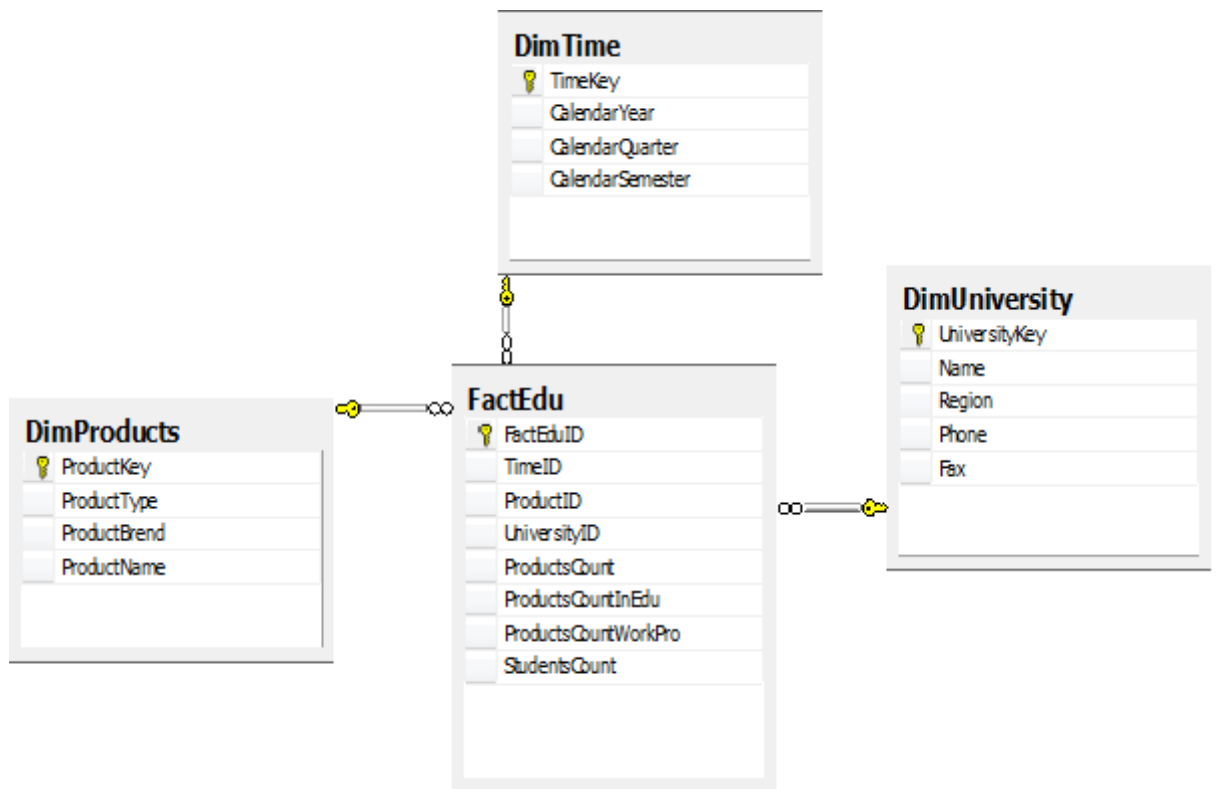 DimTime
TimeKey
CalendarYear
CalendarQuarter
CalendarSemester
DimUniversity
UniversityKey
Name
Region
Phone
Fax
FactEdu
FactEduID
TimeID
ProductID
UniversityID
ProductsCount
ProductsCountInEdu
ProductsCountWorkPro
StudentsCount
DimProducts
ProductKey
ProductType
ProductBrend
ProductName